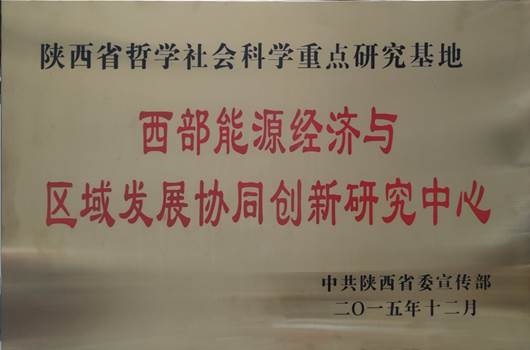 陕西省哲学社会科学重点研究基地
西部能源经济与
区域发展协同创新研究中心
中共陕西省委宣传部
二〇一五年十二月